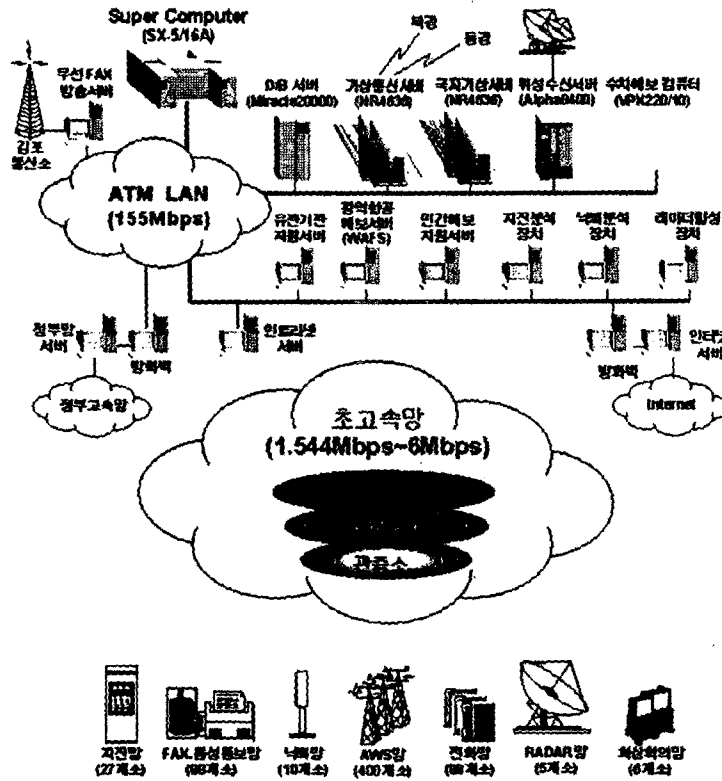 Super Computer
(SX-5/16A)
북경
동경
무선 FAX
방송서버
김포
통신소
DB 서버
(Miracle20000)
기상통신서버
(NR4636)
국지기상서버
(NR4636)
위성수신서버
(Alpha8400)
수치예보 컴퓨터
(VPX220/10)
ATM LAN
(155Mbps)
유관기관
지원서버
광역항공
예보서버
(WAFS)
민간예보
지원서버
지진분석
장치
낙뢰분석
장치
레이더합성
장치
정부망
서버
방화벽
인트라넷
서버
방화벽
인터넷
서버
정부고속망
Internet
초고속망
(1.544Mbps~6Mbps)
관측소
지진망
(27개소)
FAX.음성통보망
낙뢰망
(10개소)
AWS망
(400개소)
전화망
RADAR망
(5개소)
화상회의망
(6개소)